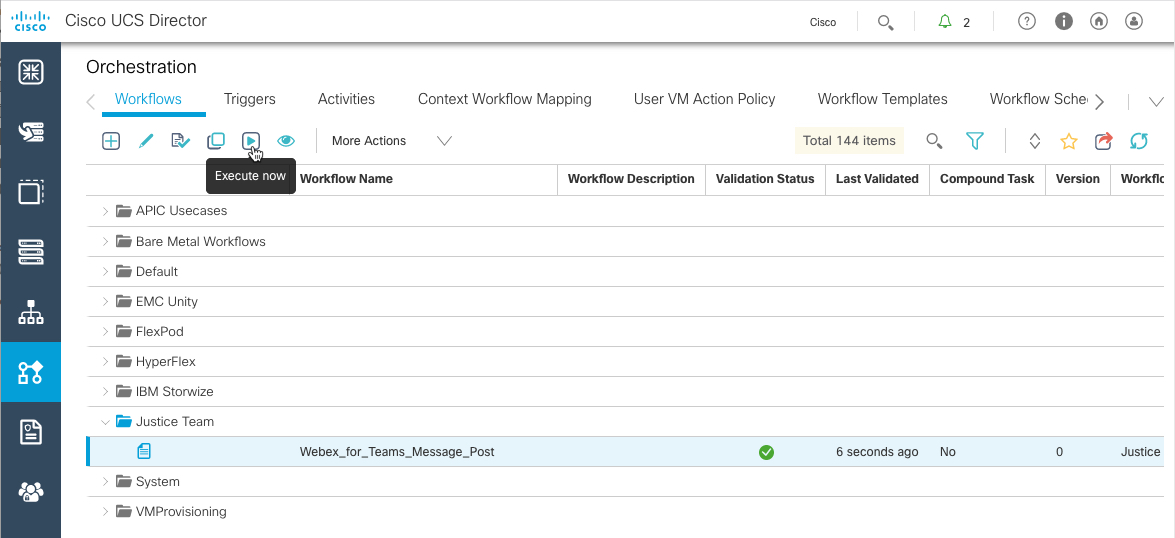 CISCO Cisco UCS Director Cisco 2
Orchestration
Workflows Triggers Activities Context Workflow Mapping User VM Action Policy Workflow Templates Workflow Sche
More Actions Total 144 items
Execute now
Workflow Name Workflow Description Validation Status Last Validated Compound Task Version Workflo
APIC Usecases
Bare Metal Workflows
Default
EMC Unity
FlexPod
HyperFlex
IBM Storwize
Justice Team
Webex_for_Teams_Message_Post 6 seconds ago No 0 Justice
System
VMProvisioning